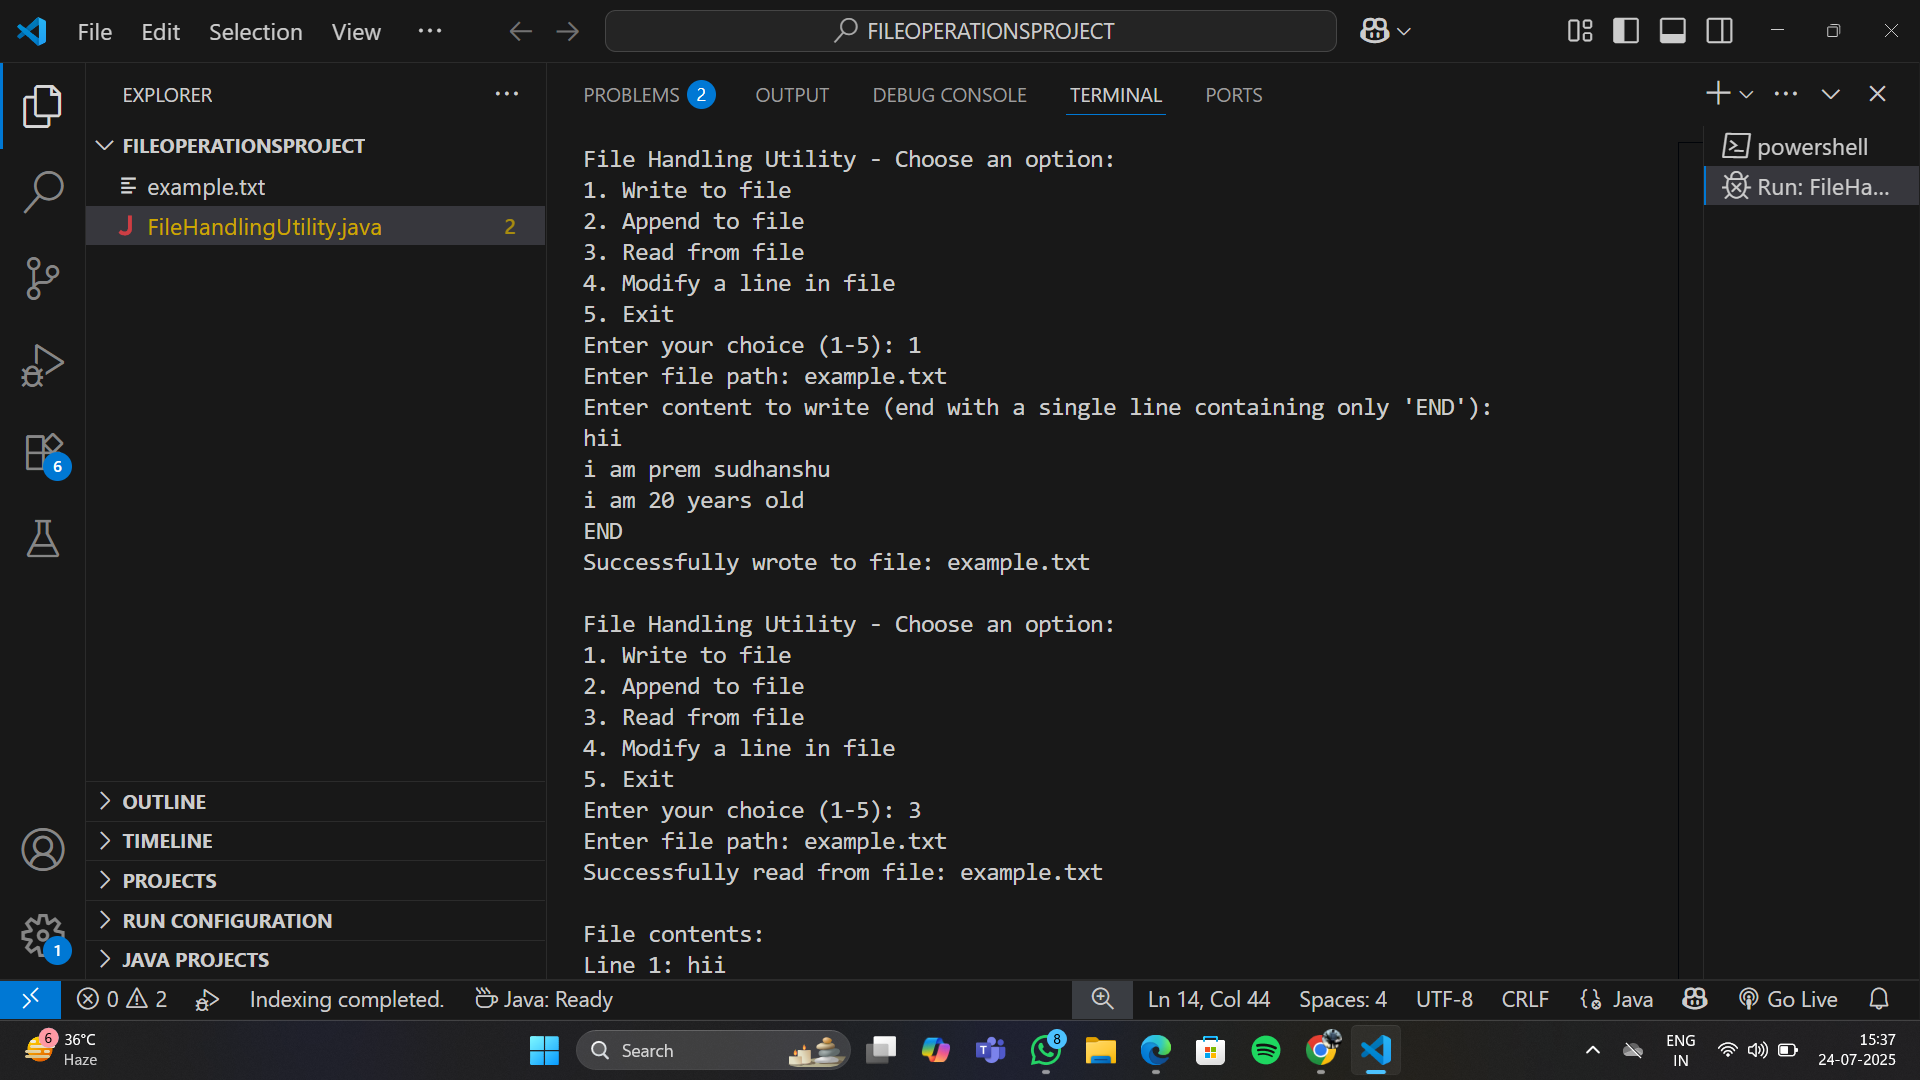 File Edit Selection View ··· FILEOPERATIONSPROJECT
EXPLORER ···
FILEOPERATIONSPROJECT
example.txt
FileHandlingUtility.java 2
6
OUTLINE
TIMELINE
PROJECTS
RUN CONFIGURATION
JAVA PROJECTS
1
PROBLEMS 2 OUTPUT DEBUG CONSOLE TERMINAL PORTS
File Handling Utility - Choose an option:
1. Write to file
2. Append to file
3. Read from file
4. Modify a line in file
5. Exit
Enter your choice (1-5): 1
Enter file path: example.txt
Enter content to write (end with a single line containing only 'END'):
hii
i am prem sudhanshu
i am 20 years old
END
Successfully wrote to file: example.txt
File Handling Utility - Choose an option:
1. Write to file
2. Append to file
3. Read from file
4. Modify a line in file
5. Exit
Enter your choice (1-5): 3
Enter file path: example.txt
Successfully read from file: example.txt
File contents:
Line 1: hii
powershell
Run: FileHa...
0 2 Indexing completed. Java: Ready Ln 14, Col 44 Spaces: 4 UTF-8 CRLF Java Go Live
6 36°C
Haze
Search
8
ENG
IN
15:37
24-07-2025